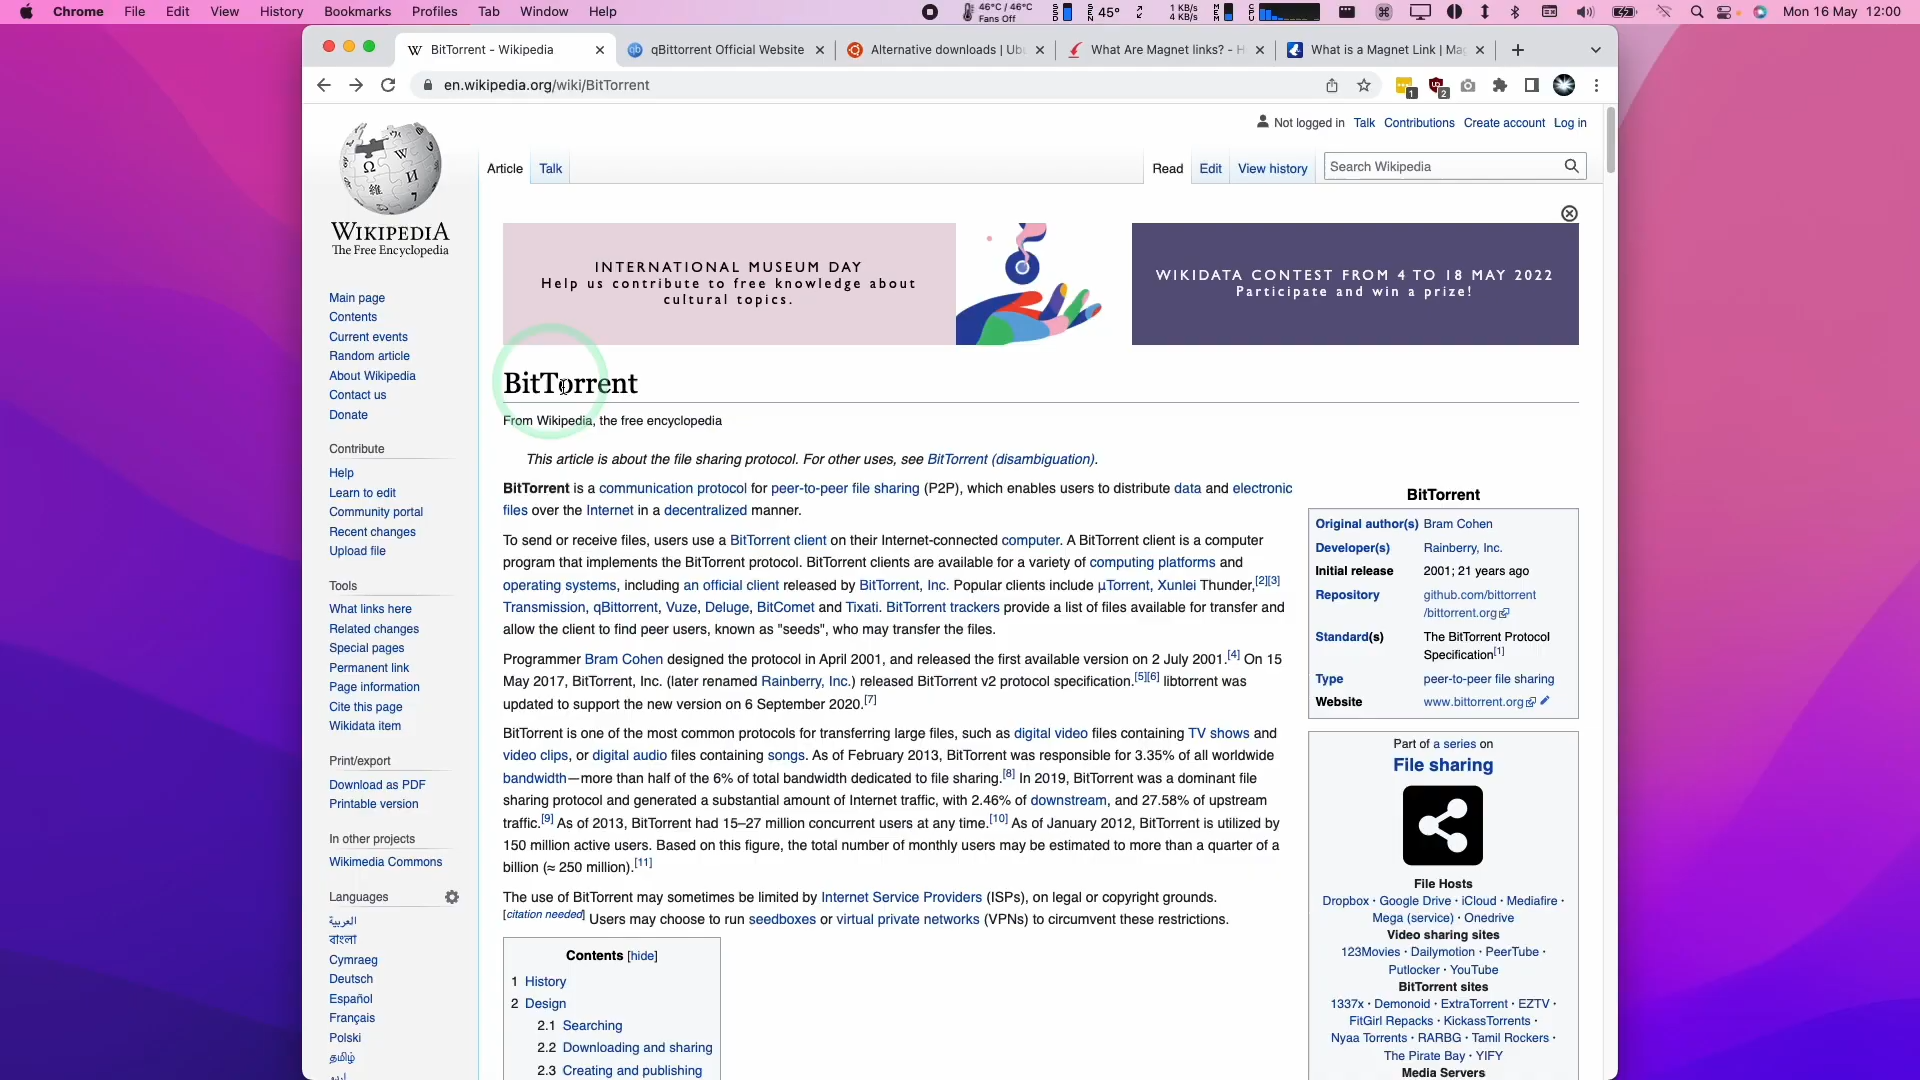 Chrome File Edit View History Bookmarks Profiles Tab Window Help
46°C / 46°C
Fans Off
45°
1 KB/s
4 KB/s
Mon 16 May 12:00
BitTorrent - Wikipedia
qBittorrent Official Website
Alternative downloads | Ubu
What Are Magnet links? - H
What is a Magnet Link | Mag
en.wikipedia.org/wiki/BitTorrent
1
2
Not logged in Talk Contributions Create account Log in
Article Talk
Read Edit View history
Search Wikipedia
WIKIPEDIA
The Free Encyclopedia
Main page
Contents
Current events
Random article
About Wikipedia
Contact us
Donate
Contribute
Help
Learn to edit
Community portal
Recent changes
Upload file
Tools
What links here
Related changes
Special pages
Permanent link
Page information
Cite this page
Wikidata item
Print/export
Download as PDF
Printable version
In other projects
Wikimedia Commons
Languages
العربية
বাংলা
Cymraeg
Deutsch
Español
Français
Polski
தமிழ்
INTERNATIONAL MUSEUM DAY
Help us contribute to free knowledge about
cultural topics.
WIKIDATA CONTEST FROM 4 TO 18 MAY 2022
Participate and win a prize!
BitTorrent
From Wikipedia, the free encyclopedia
This article is about the file sharing protocol. For other uses, see BitTorrent (disambiguation).
BitTorrent is a communication protocol for peer-to-peer file sharing (P2P), which enables users to distribute data and electronic
files over the Internet in a decentralized manner.
To send or receive files, users use a BitTorrent client on their Internet-connected computer. A BitTorrent client is a computer
program that implements the BitTorrent protocol. BitTorrent clients are available for a variety of computing platforms and
operating systems, including an official client released by BitTorrent, Inc. Popular clients include μTorrent, Xunlei Thunder,[2][3]
Transmission, qBittorrent, Vuze, Deluge, BitComet and Tixati. BitTorrent trackers provide a list of files available for transfer and
allow the client to find peer users, known as "seeds", who may transfer the files.
Programmer Bram Cohen designed the protocol in April 2001, and released the first available version on 2 July 2001.[4] On 15
May 2017, BitTorrent, Inc. (later renamed Rainberry, Inc.) released BitTorrent v2 protocol specification.[5][6] libtorrent was
updated to support the new version on 6 September 2020.[7]
BitTorrent is one of the most common protocols for transferring large files, such as digital video files containing TV shows and
video clips, or digital audio files containing songs. As of February 2013, BitTorrent was responsible for 3.35% of all worldwide
bandwidth—more than half of the 6% of total bandwidth dedicated to file sharing.[8] In 2019, BitTorrent was a dominant file
sharing protocol and generated a substantial amount of Internet traffic, with 2.46% of downstream, and 27.58% of upstream
traffic.[9] As of 2013, BitTorrent had 15–27 million concurrent users at any time.[10] As of January 2012, BitTorrent is utilized by
150 million active users. Based on this figure, the total number of monthly users may be estimated to more than a quarter of a
billion (≈ 250 million).[11]
The use of BitTorrent may sometimes be limited by Internet Service Providers (ISPs), on legal or copyright grounds.
[citation needed] Users may choose to run seedboxes or virtual private networks (VPNs) to circumvent these restrictions.
Contents [hide]
1 History
2 Design
2.1 Searching
2.2 Downloading and sharing
2.3 Creating and publishing
BitTorrent
Original author(s) Bram Cohen
Developer(s) Rainberry, Inc.
Initial release 2001; 21 years ago
Repository github.com/bittorrent
/bittorrent.org
Standard(s) The BitTorrent Protocol
Specification[1]
Type peer-to-peer file sharing
Website www.bittorrent.org
Part of a series on
File sharing
File Hosts
Dropbox · Google Drive · iCloud · Mediafire ·
Mega (service) · Onedrive
Video sharing sites
123Movies · Dailymotion · PeerTube ·
Putlocker · YouTube
BitTorrent sites
1337x · Demonoid · ExtraTorrent · EZTV ·
FitGirl Repacks · KickassTorrents ·
Nyaa Torrents · RARBG · Tamil Rockers ·
The Pirate Bay · YIFY
Media Servers